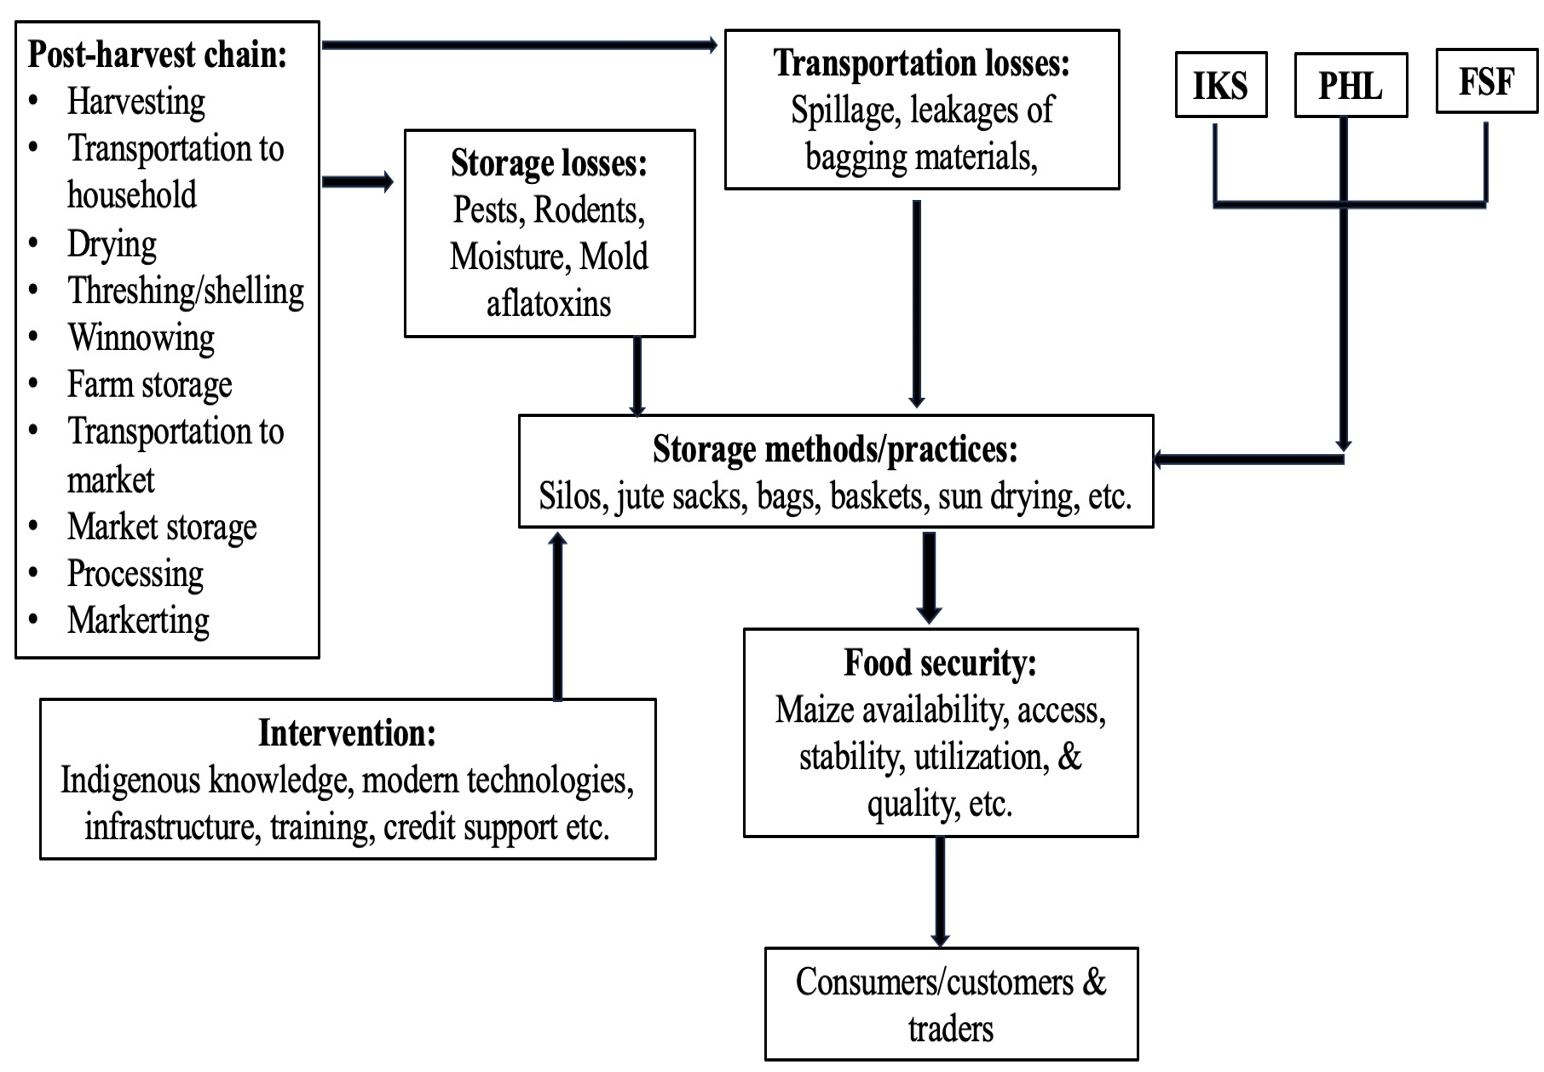 Post-harvest chain:
• Harvesting
• Transportation to
household
• Drying
• Threshing/shelling
• Winnowing
• Farm storage
• Transportation to
market
• Market storage
• Processing
• Markerting
Storage losses:
Pests, Rodents,
Moisture, Mold
aflatoxins
Transportation losses:
Spillage, leakages of
bagging materials,
IKS
PHL
FSF
Storage methods/practices:
Silos, jute sacks, bags, baskets, sun drying, etc.
Intervention:
Indigenous knowledge, modern technologies,
infrastructure, training, credit support etc.
Food security:
Maize availability, access,
stability, utilization, &
quality, etc.
Consumers/customers &
traders